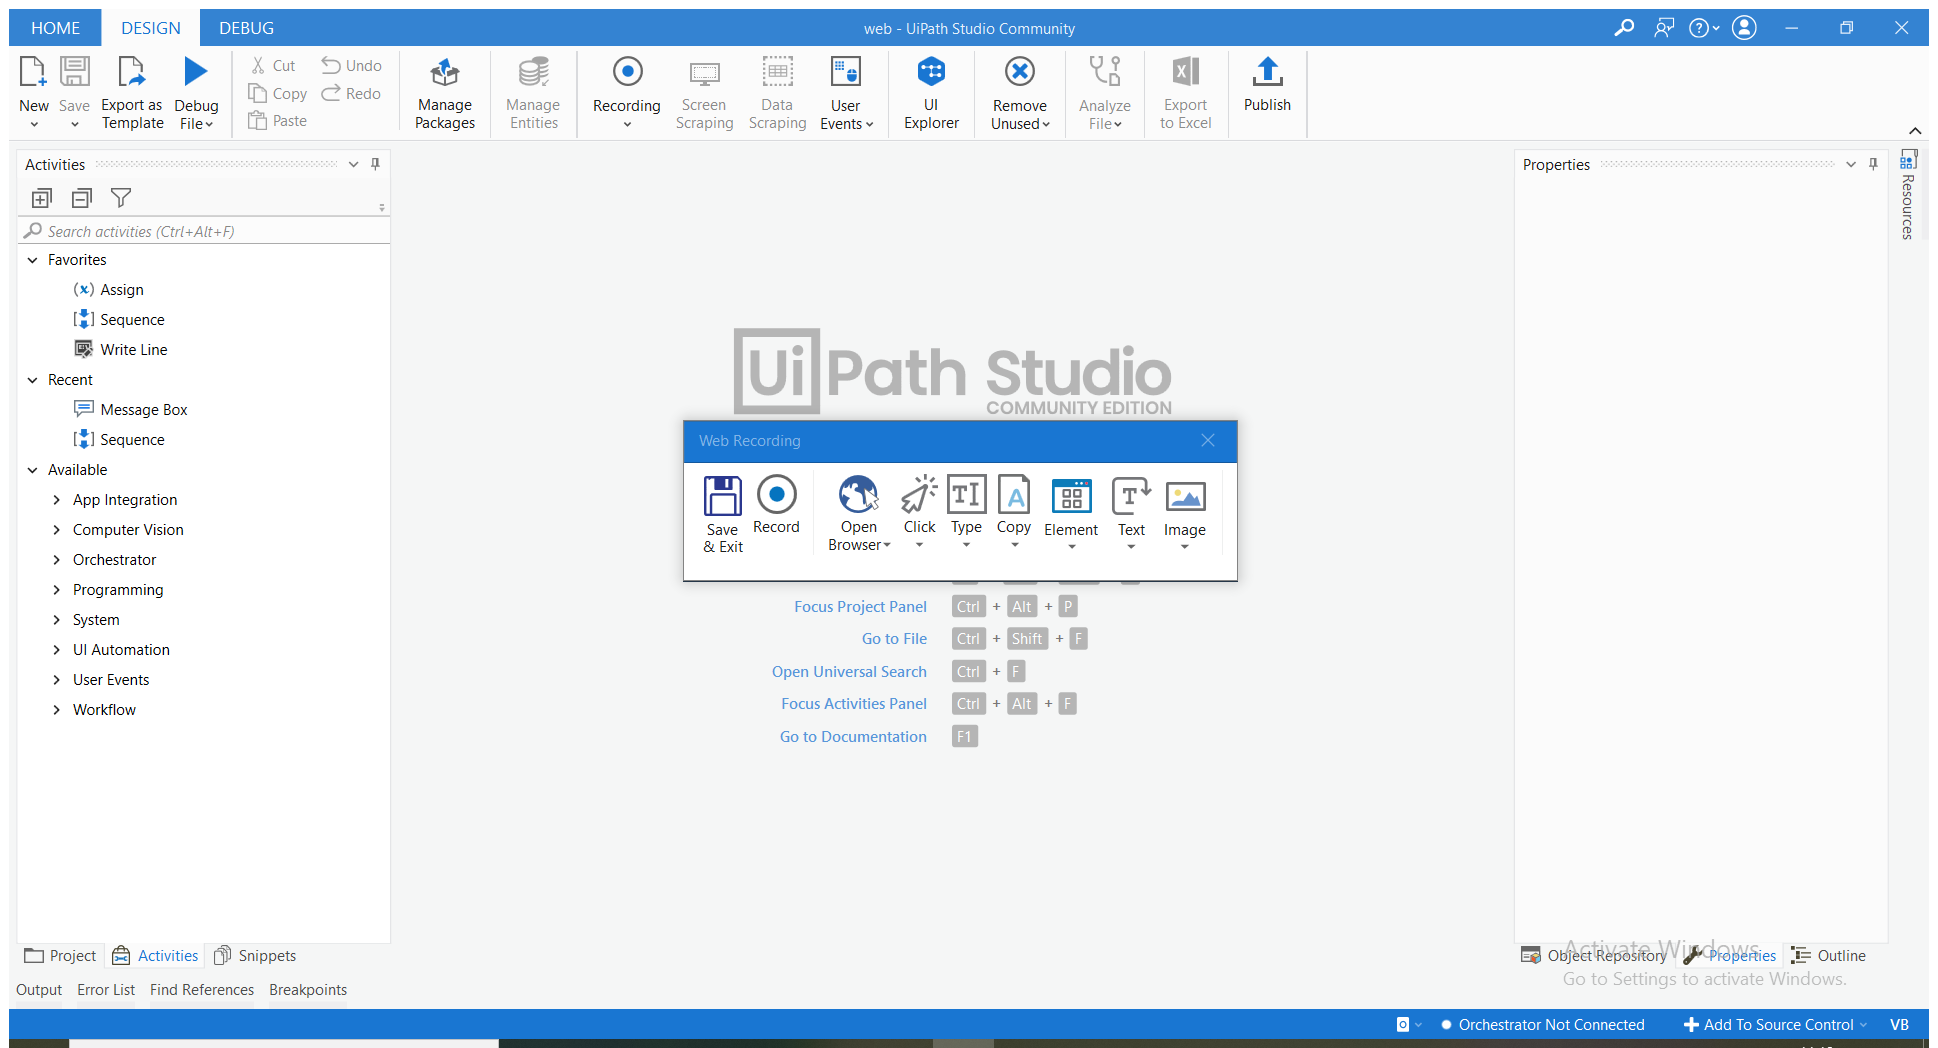 HOME DESIGN DEBUG
web - UiPath Studio Community
New
Save
Export as
Template
Debug
File
Cut
Copy
Paste
Undo
Redo
Manage
Packages
Manage
Entities
Recording
Screen
Scraping
Data
Scraping
User
Events
UI
Explorer
Remove
Unused
Analyze
File
Export
to Excel
Publish
Activities
Search activities (Ctrl+Alt+F)
Favorites
Assign
Sequence
Write Line
Recent
Message Box
Sequence
Available
App Integration
Computer Vision
Orchestrator
Programming
System
UI Automation
User Events
Workflow
Ui Path Studio
COMMUNITY EDITION
Web Recording
Save
& Exit
Record
Open
Browser
Click
Type
Copy
Element
Text
Image
Focus Project Panel Ctrl + Alt + P
Go to File Ctrl + Shift + F
Open Universal Search Ctrl + F
Focus Activities Panel Ctrl + Alt + F
Go to Documentation F1
Properties
Resources
Project Activities Snippets
Object Repository Properties Outline
Activate Windows
Go to Settings to activate Windows.
Output Error List Find References Breakpoints
Orchestrator Not Connected Add To Source Control VB